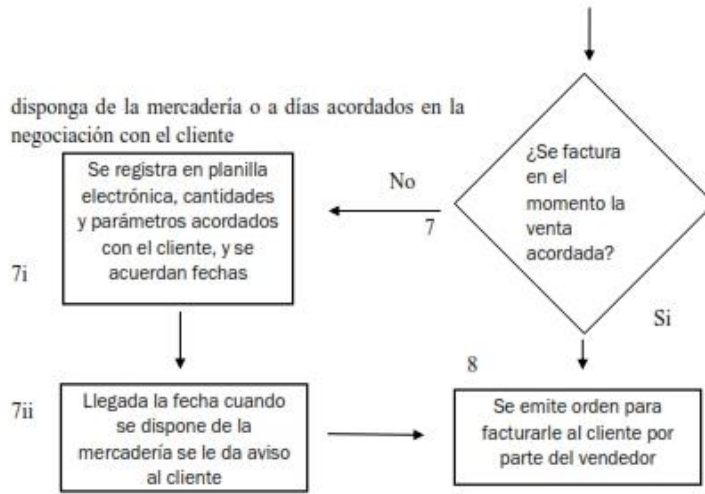 disponga de la mercadería o a días acordados en la
negociación con el cliente
¿Se factura
en el
momento la
venta
acordada?
No
7
Se registra en planilla
electrónica, cantidades
y parámetros acordados
con el cliente, y se
acuerdan fechas
7i
Si
8
7ii
Llegada la fecha cuando
se dispone de la
mercadería se le da aviso
al cliente
Se emite orden para
facturarle al cliente por
parte del vendedor